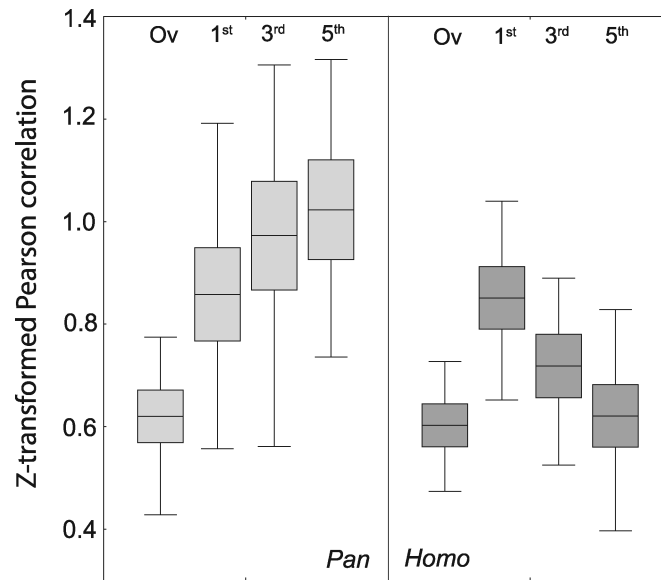 Z-transformed Pearson correlation
1.4
1.2
1.0
0.8
0.6
0.4
Ov 1st 3rd 5th
Ov 1st 3rd 5th
Pan
Homo